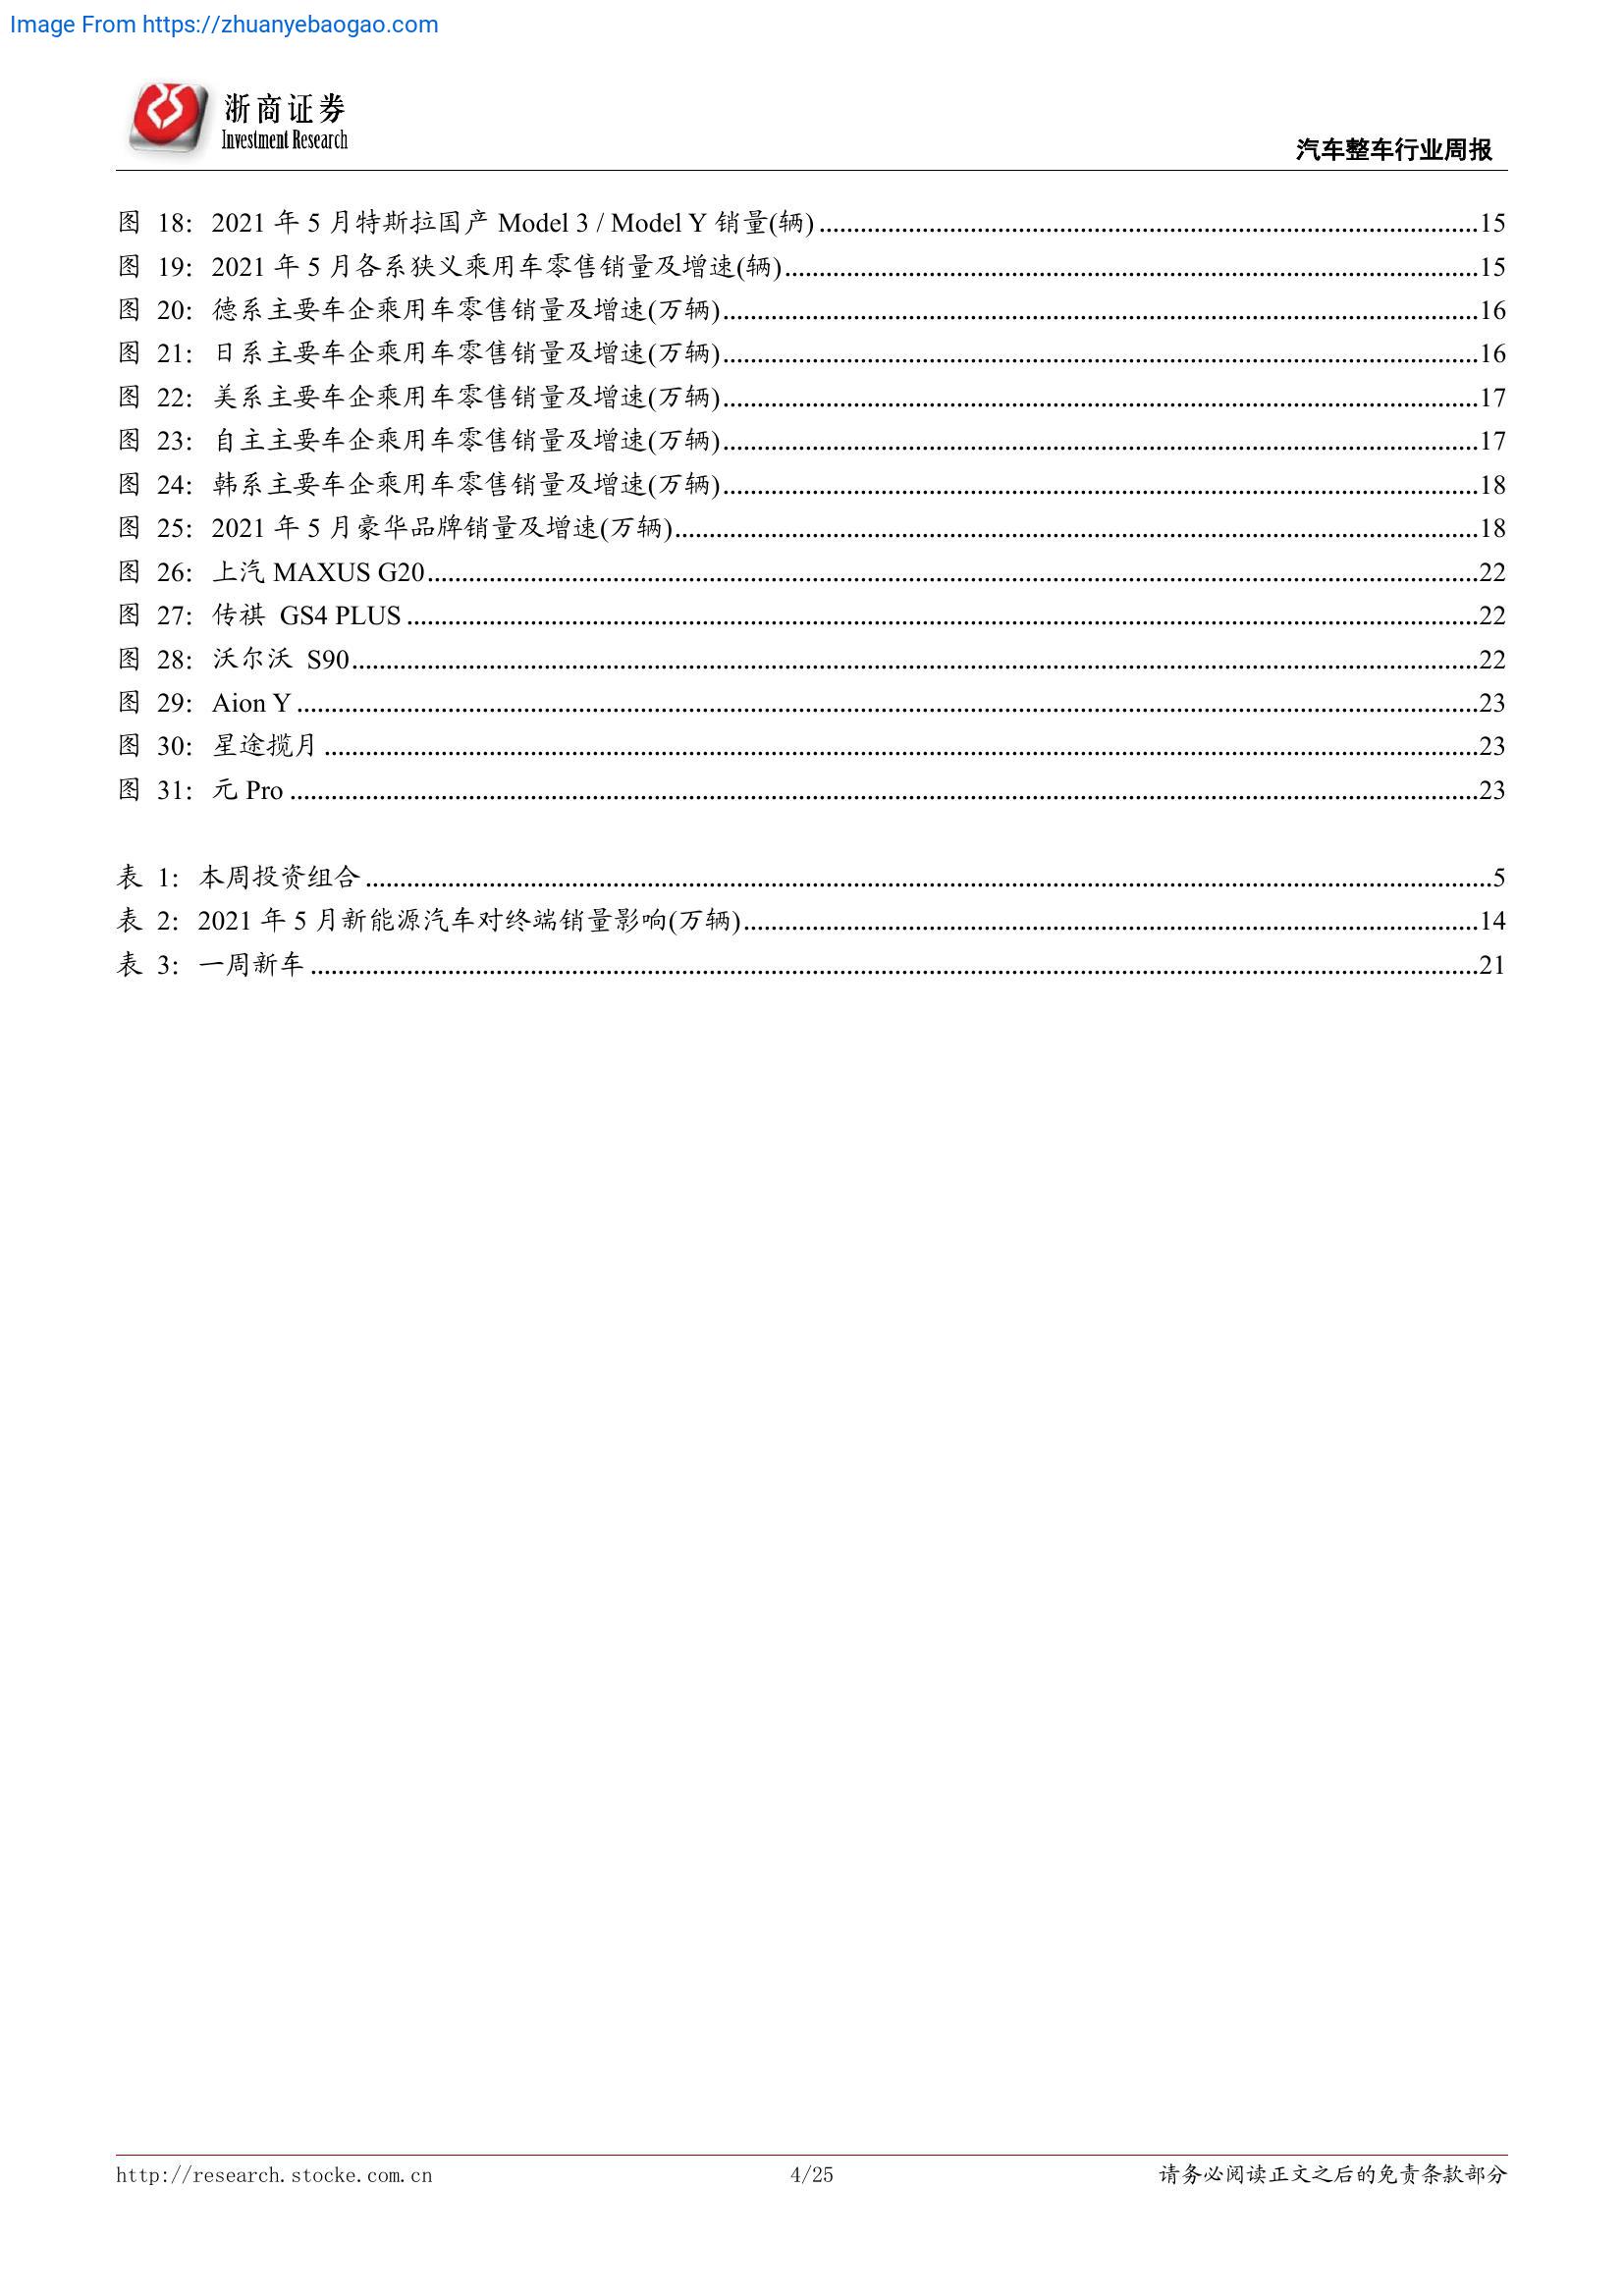 Image From https://zhuanyebaogao.com
浙商证券
Investment Research
汽车整车行业周报
图 18：2021 年 5 月特斯拉国产 Model 3 / Model Y 销量(辆)...........15
图 19：2021 年 5 月各系狭义乘用车零售销量及增速(辆)...........15
图 20：德系主要车企乘用车零售销量及增速(万辆)...........16
图 21：日系主要车企乘用车零售销量及增速(万辆)...........16
图 22：美系主要车企乘用车零售销量及增速(万辆)...........17
图 23：自主主要车企乘用车零售销量及增速(万辆)...........17
图 24：韩系主要车企乘用车零售销量及增速(万辆)...........18
图 25：2021 年 5 月豪华品牌销量及增速(万辆)...........18
图 26：上汽 MAXUS G20...........22
图 27：传祺 GS4 PLUS...........22
图 28：沃尔沃 S90...........22
图 29：Aion Y...........23
图 30：星途揽月...........23
图 31：元 Pro...........23
表 1：本周投资组合...........5
表 2：2021 年 5 月新能源汽车对终端销量影响(万辆)...........14
表 3：一周新车...........21
http://research.stocke.com.cn 4/25 请务必阅读正文之后的免责条款部分